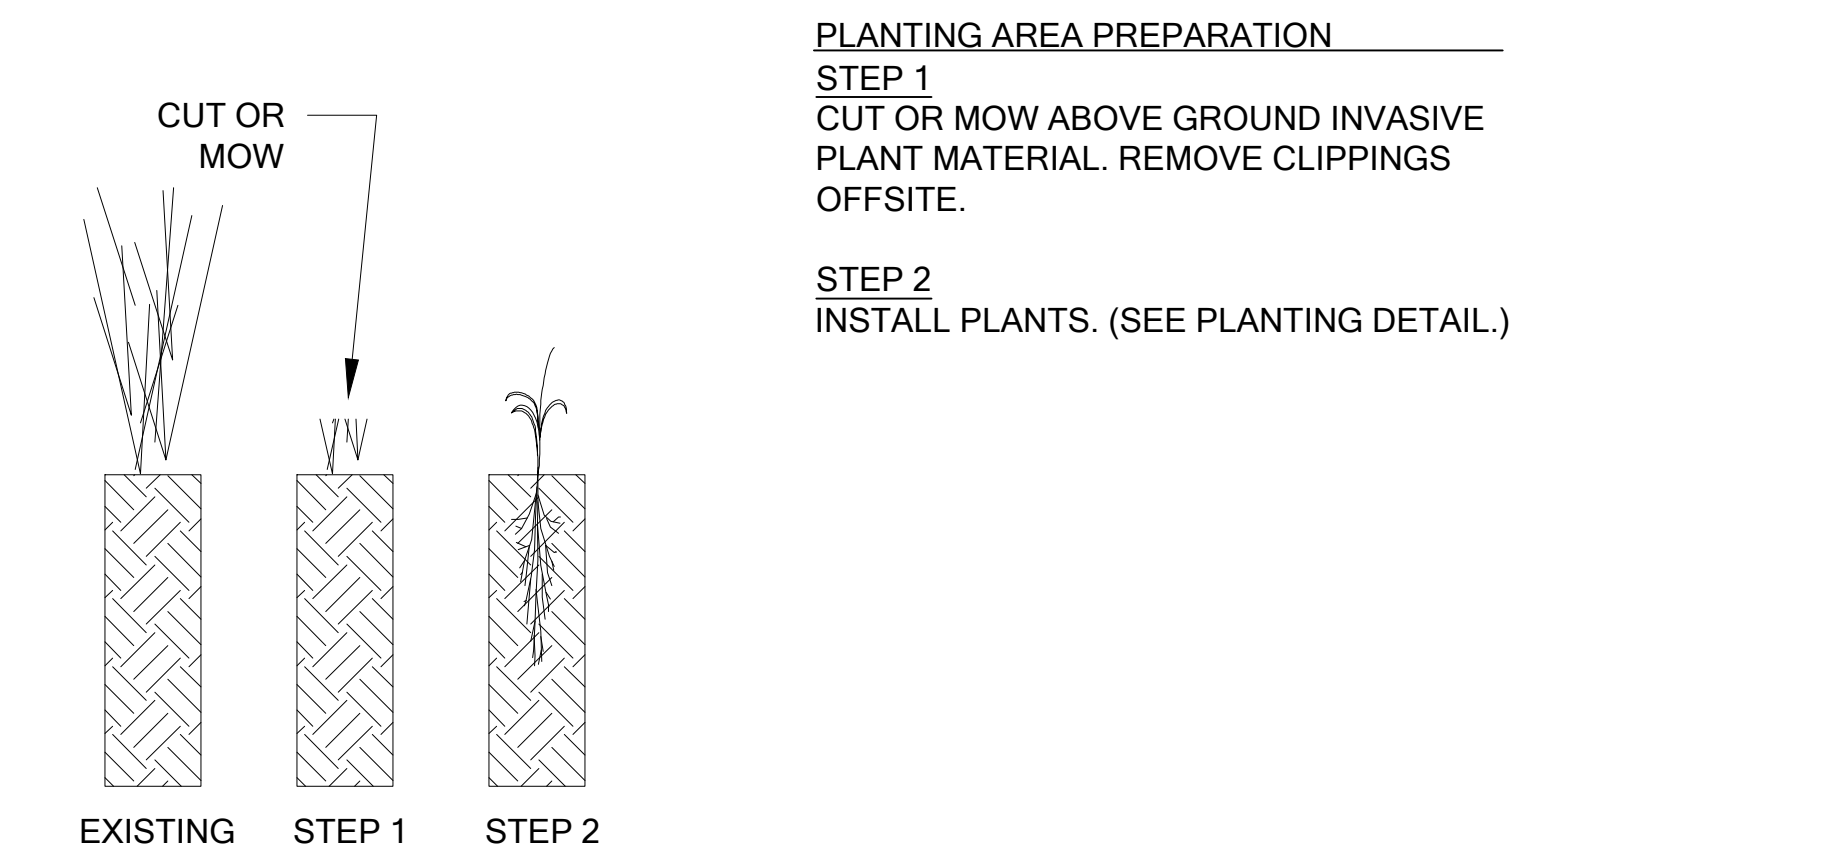 CUT OR
MOW
EXISTING
STEP 1
STEP 2
PLANTING AREA PREPARATION
STEP 1
CUT OR MOW ABOVE GROUND INVASIVE
PLANT MATERIAL. REMOVE CLIPPINGS
OFFSITE.
STEP 2
INSTALL PLANTS. (SEE PLANTING DETAIL.)